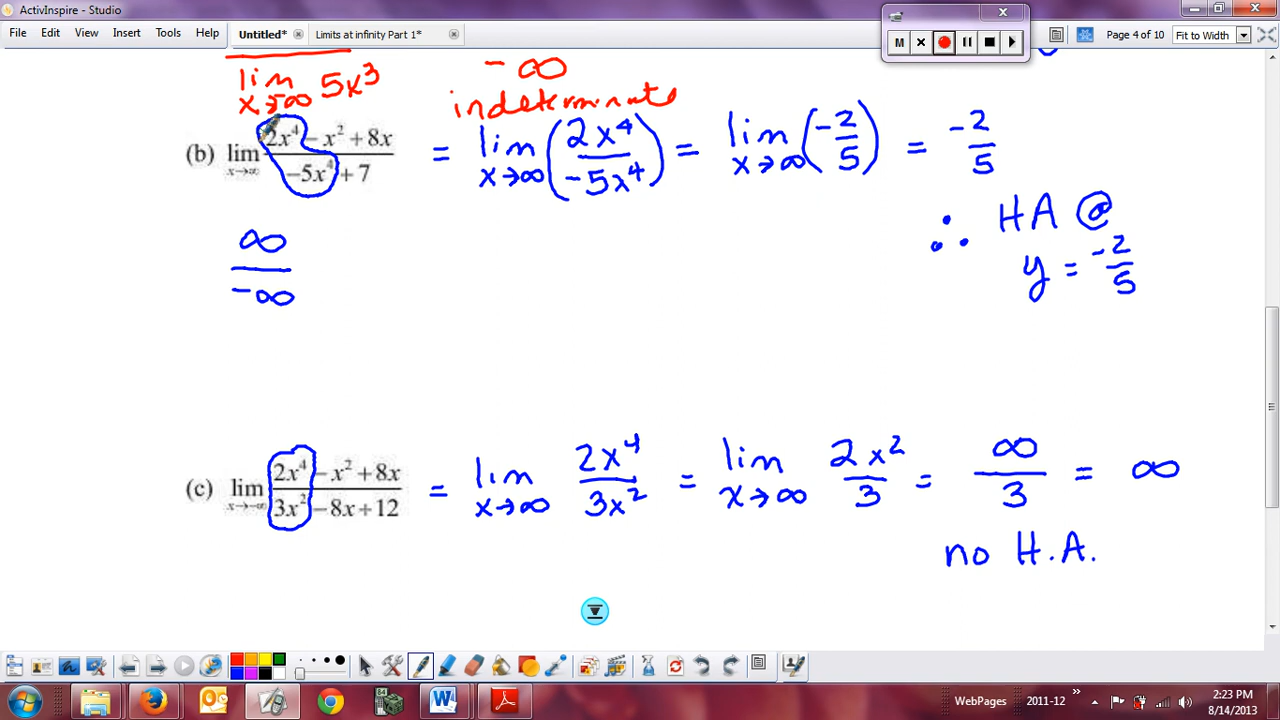 ActivInspire - Studio
File Edit View Insert Tasks Help
Untitled* Limits at infinity Part 1*
M
Page 4 of 10 Fit to Width
lim x→∞ 5x³
-∞
indeterminate
(b) lim x→∞ (2x⁴ - x² + 8x)/(-5x⁴ + 7) = lim x→∞ (2x⁴/-5x⁴) = lim x→∞ (-2/5) = -2/5
∞/-∞
∴ HA @
y = -2/5
(c) lim x→-∞ (2x⁴ - x² + 8x)/(3x² - 8x + 12) = lim x→∞ 2x⁴/3x² = lim x→∞ 2x²/3 = ∞/3 = ∞
no H.A.
WebPages 2011-12 2:23 PM
8/14/2013